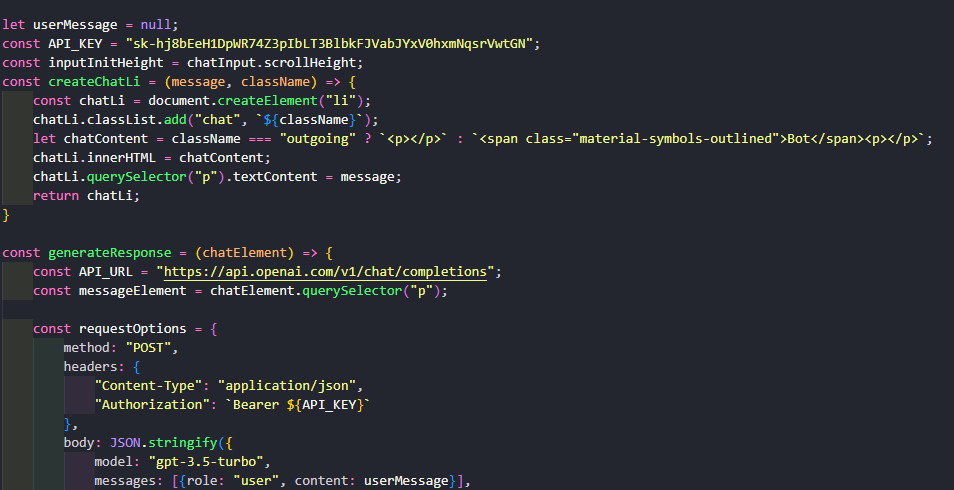 let userMessage = null;
const API_KEY = "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";
const inputInitHeight = chatInput.scrollHeight;
const createChatLi = (message, className) => {
const chatLi = document.createElement("li");
chatLi.classList.add("chat", `${className}`);
let chatContent = className === "outgoing" ? `<p></p>` : `<span class="material-symbols-outlined">Bot</span><p></p>`;
chatLi.innerHTML = chatContent;
chatLi.querySelector("p").textContent = message;
return chatLi;
}
const generateResponse = (chatElement) => {
const API_URL = "https://api.openai.com/v1/chat/completions";
const messageElement = chatElement.querySelector("p");
const requestOptions = {
method: "POST",
headers: {
"Content-Type": "application/json",
"Authorization": `Bearer ${API_KEY}`
},
body: JSON.stringify({
model: "gpt-3.5-turbo",
messages: [{role: "user", content: userMessage}],